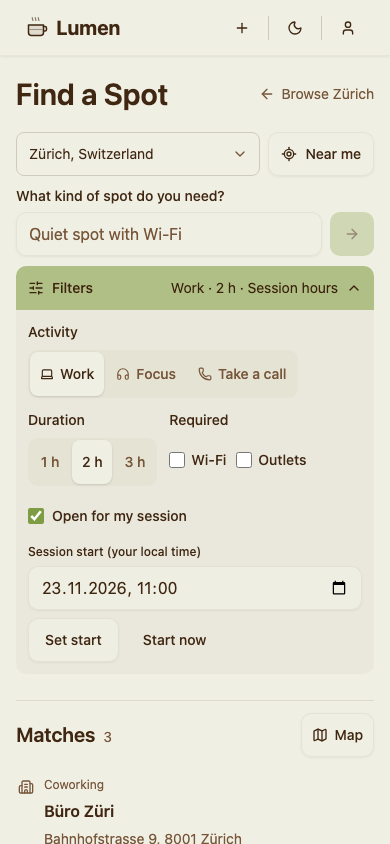 Lumen
Find a Spot
Browse Zürich
Zürich, Switzerland
Near me
What kind of spot do you need?
Quiet spot with Wi-Fi
Filters
Work · 2 h · Session hours
Activity
Work
Focus
Take a call
Duration
Required
1 h
2 h
3 h
Wi-Fi
Outlets
Open for my session
Session start (your local time)
23.11.2026, 11:00
Set start
Start now
Matches 3
Map
Coworking
Büro Züri
Bahnhofstrasse 9, 8001 Zürich